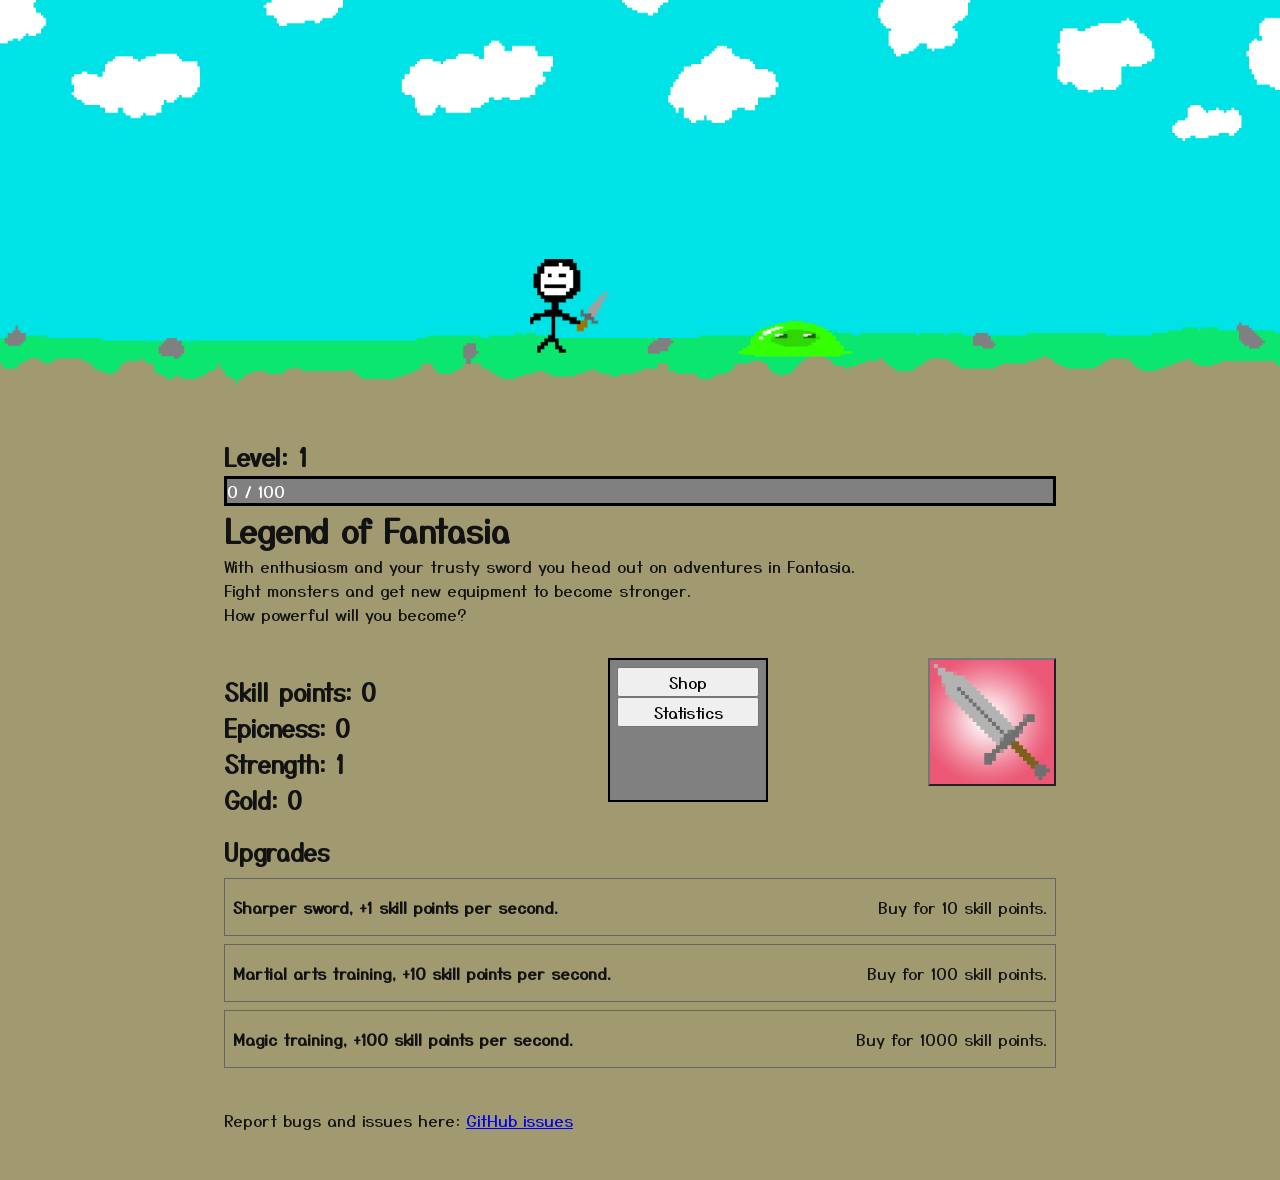 Level: 1
0 / 100
Legend of Fantasia
With enthusiasm and your trusty sword you head out on adventures in Fantasia.
Fight monsters and get new equipment to become stronger.
How powerful will you become?
Skill points: 0
Epicness: 0
Strength: 1
Gold: 0
Shop
Statistics
Upgrades
Sharper sword, +1 skill points per second. Buy for 10 skill points.
Martial arts training, +10 skill points per second. Buy for 100 skill points.
Magic training, +100 skill points per second. Buy for 1000 skill points.
Report bugs and issues here: GitHub issues